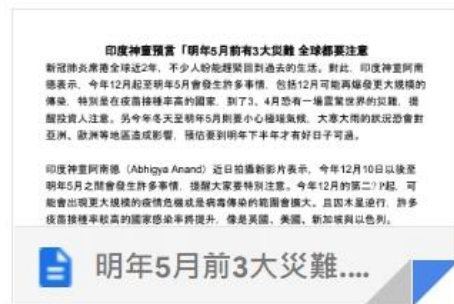 印度神童預言「明年5月前有3大災難 全球都要注意
新冠肺炎席捲全球近2年，不少人盼能趕緊回到過去的生活。對此，印度神童阿南
德表示，今年12月起至明年5月會發生許多事情，包括12月可能再爆發更大規模的
傳染，特別是在疫苗接種率高的國家，到了3、4月恐有一場震驚世界的災難，提
醒投資人注意。另今年冬天至明年5月則要小心極端氣候，大寒大雨的狀況恐會對
亞洲、歐洲等地區造成影響，預估要到明年下半年才有好日子可過。
印度神童阿南德（Abhigya Anand）近日拍攝新影片表示，今年12月10日以後至
明年5月之間會發生許多事情，提醒大家要特別注意。今年12月的第二??起，可
能會出現更大規模的疫情危機或是病毒傳染的範圍會擴大。且因木星逆行，許多
疫苗接種率較高的國家感染率將提升，像是英國、美國、新加坡與以色列。
明年5月前3大災難....